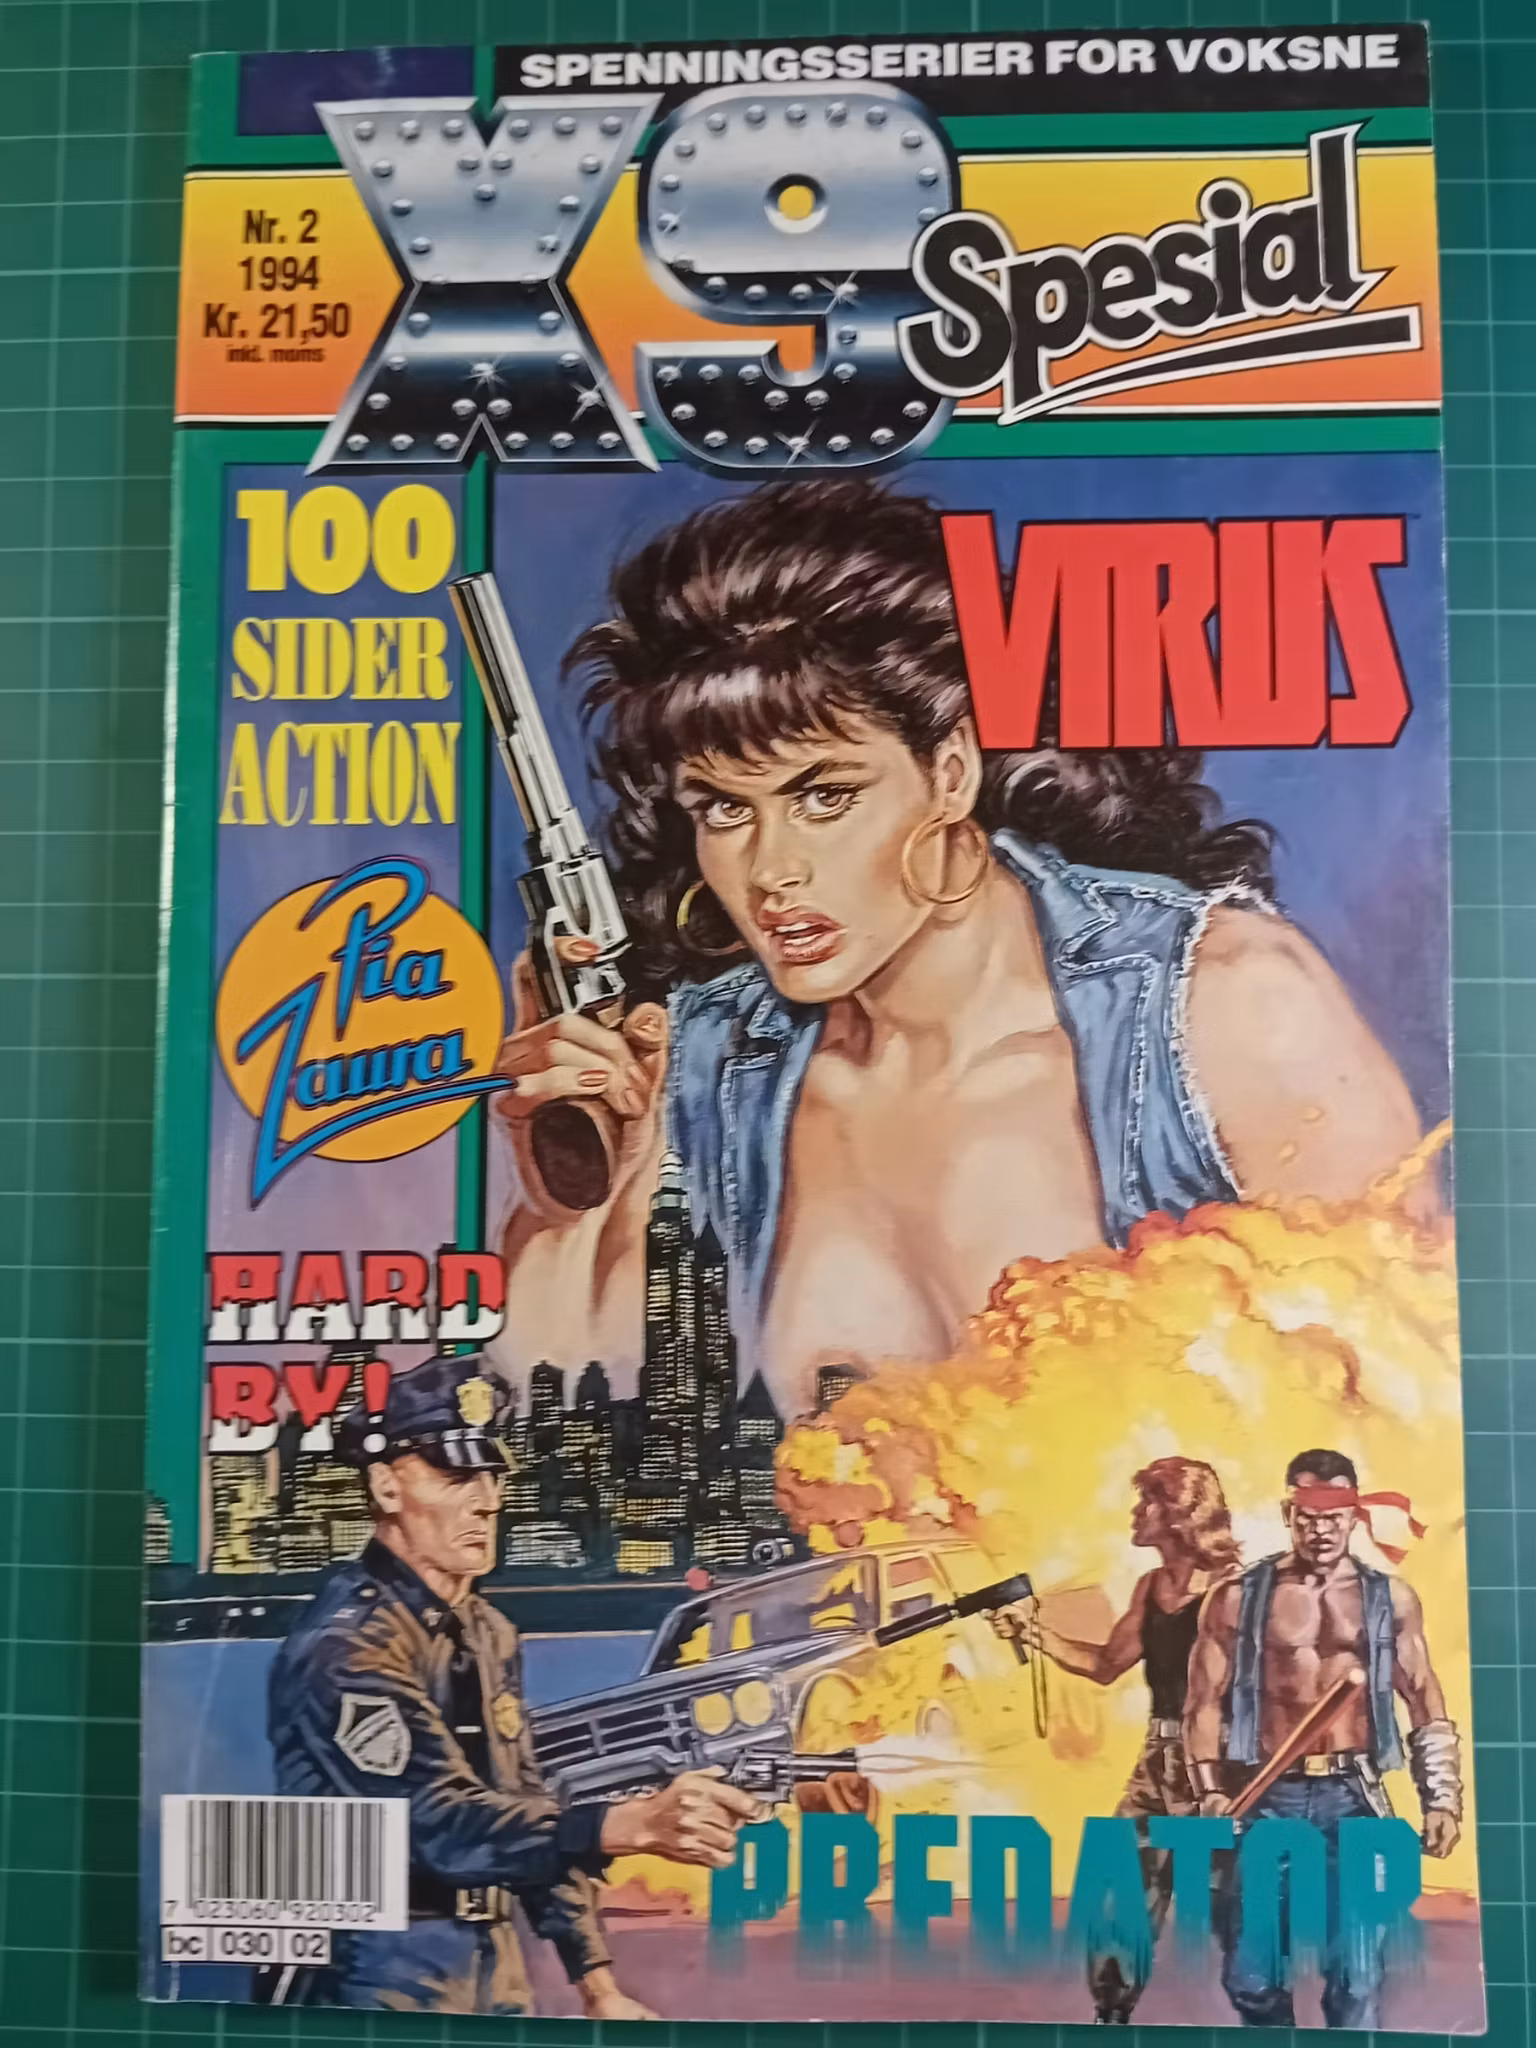 SPENNINGSSERIER FOR VOKSNE
X9 Spesial
Nr. 2
1994
Kr. 21,50
inkl. moms
100
SIDER
ACTION
VIRUS
Pia
Zaura
HARD
BY!
PREDATOR
7 023060 920302
bc 030 02